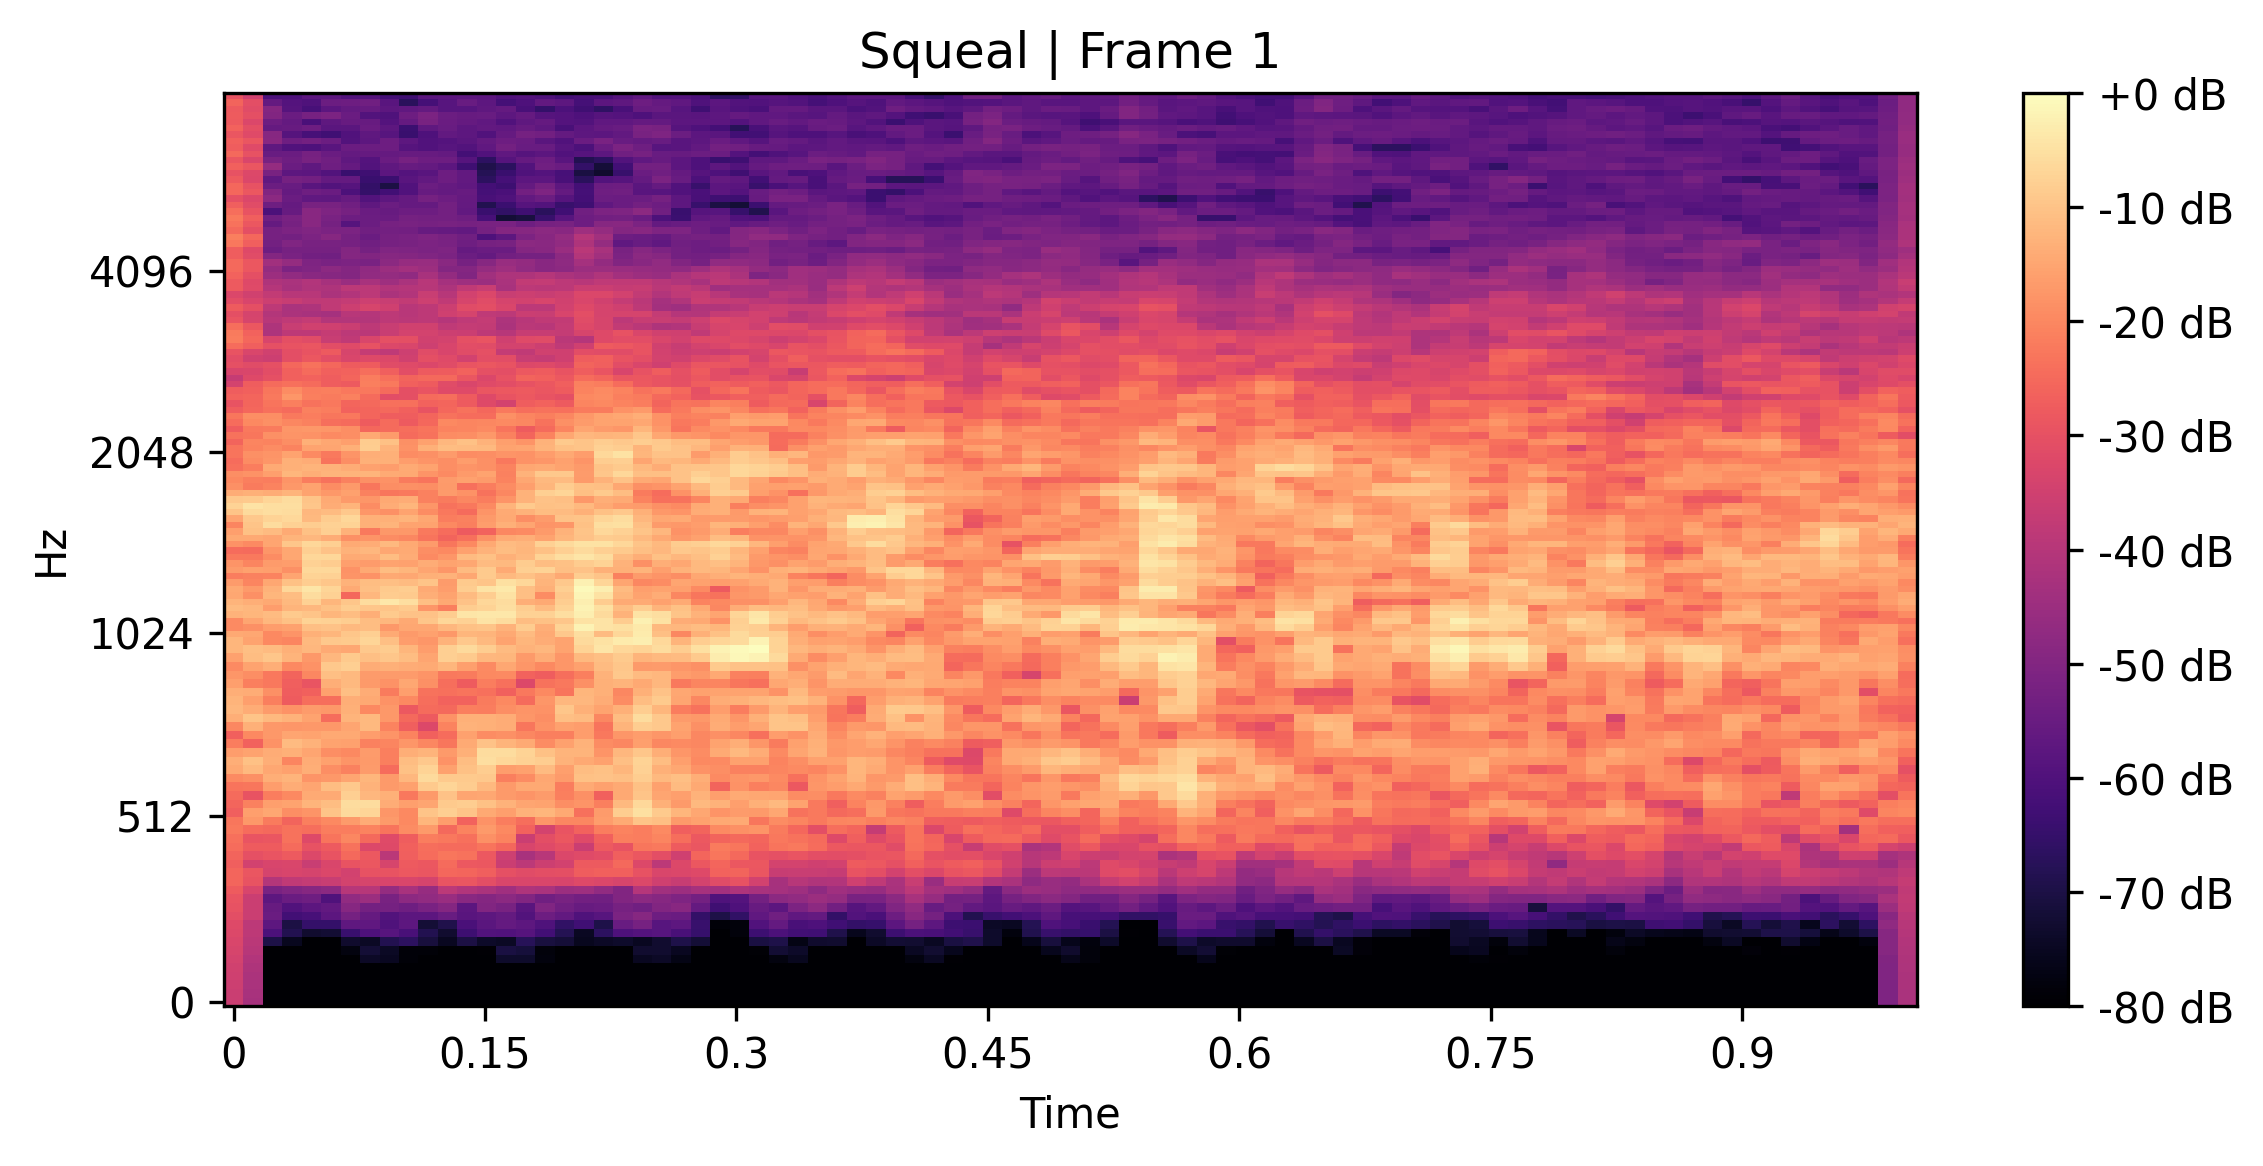 Squeal | Frame 1
+0 dB
-10 dB
-20 dB
-30 dB
-40 dB
-50 dB
-60 dB
-70 dB
-80 dB
Hz
4096
2048
1024
512
0
0 0.15 0.3 0.45 0.6 0.75 0.9
Time